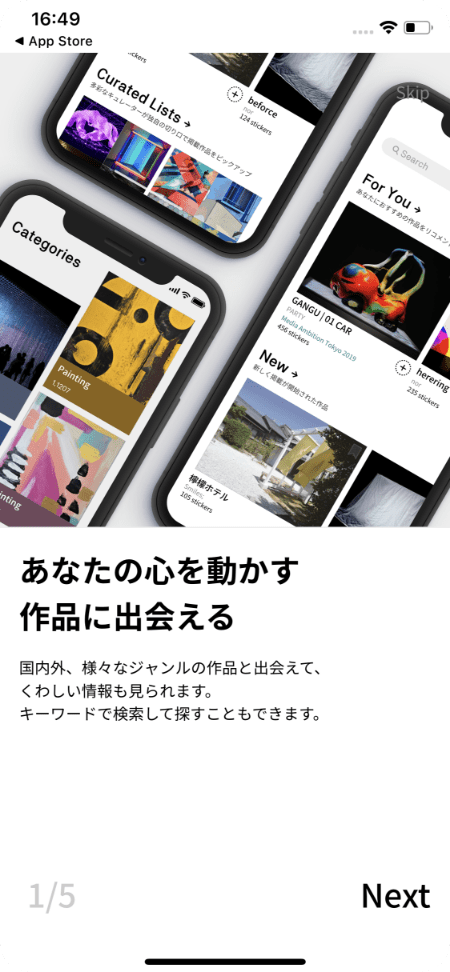 16:49
◀ App Store
Skip
Curated Lists →
多彩なキュレーターが独自の切り口で掲載作品をピックアップ
beforce
nor
124 stickers
Search
For You →
あなたにおすすめの作品をリコメン
GANGU | 01 CAR
PARTY
Media Ambition Tokyo 2019
456 stickers
herering
nor
235 stickers
New →
新しく掲載が開始された作品
檸檬ホテル
Smiles:
105 stickers
Categories
Painting
1,1207
inting
あなたの心を動かす
作品に出会える
国内外、様々なジャンルの作品と出会えて、
くわしい情報も見られます。
キーワードで検索して探すこともできます。
1/5
Next